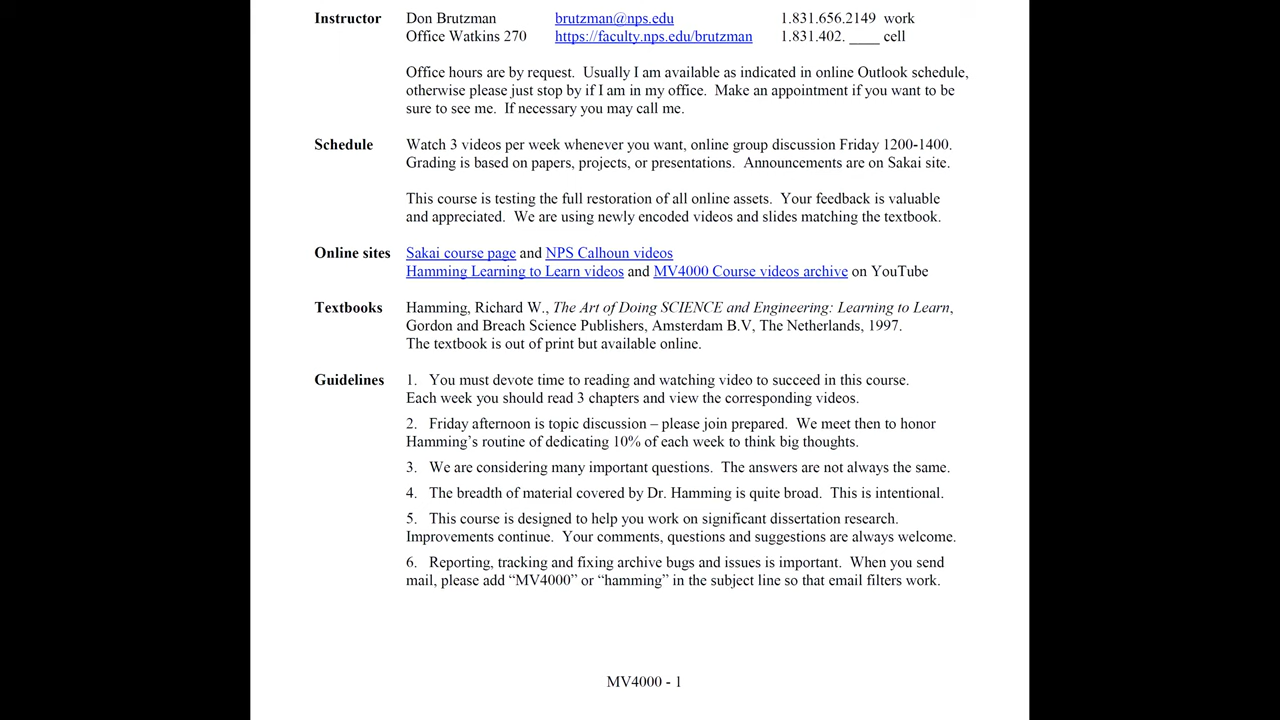 Instructor Don Brutzman brutzman@nps.edu 1.831.656.2149 work
Office Watkins 270 https://faculty.nps.edu/brutzman 1.831.402. ____ cell
Office hours are by request. Usually I am available as indicated in online Outlook schedule,
otherwise please just stop by if I am in my office. Make an appointment if you want to be
sure to see me. If necessary you may call me.
Schedule Watch 3 videos per week whenever you want, online group discussion Friday 1200-1400.
Grading is based on papers, projects, or presentations. Announcements are on Sakai site.
This course is testing the full restoration of all online assets. Your feedback is valuable
and appreciated. We are using newly encoded videos and slides matching the textbook.
Online sites Sakai course page and NPS Calhoun videos
Hamming Learning to Learn videos and MV4000 Course videos archive on YouTube
Textbooks Hamming, Richard W., The Art of Doing SCIENCE and Engineering: Learning to Learn,
Gordon and Breach Science Publishers, Amsterdam B.V, The Netherlands, 1997.
The textbook is out of print but available online.
Guidelines 1. You must devote time to reading and watching video to succeed in this course.
Each week you should read 3 chapters and view the corresponding videos.
2. Friday afternoon is topic discussion – please join prepared. We meet then to honor
Hamming’s routine of dedicating 10% of each week to think big thoughts.
3. We are considering many important questions. The answers are not always the same.
4. The breadth of material covered by Dr. Hamming is quite broad. This is intentional.
5. This course is designed to help you work on significant dissertation research.
Improvements continue. Your comments, questions and suggestions are always welcome.
6. Reporting, tracking and fixing archive bugs and issues is important. When you send
mail, please add “MV4000” or “hamming” in the subject line so that email filters work.
MV4000 - 1